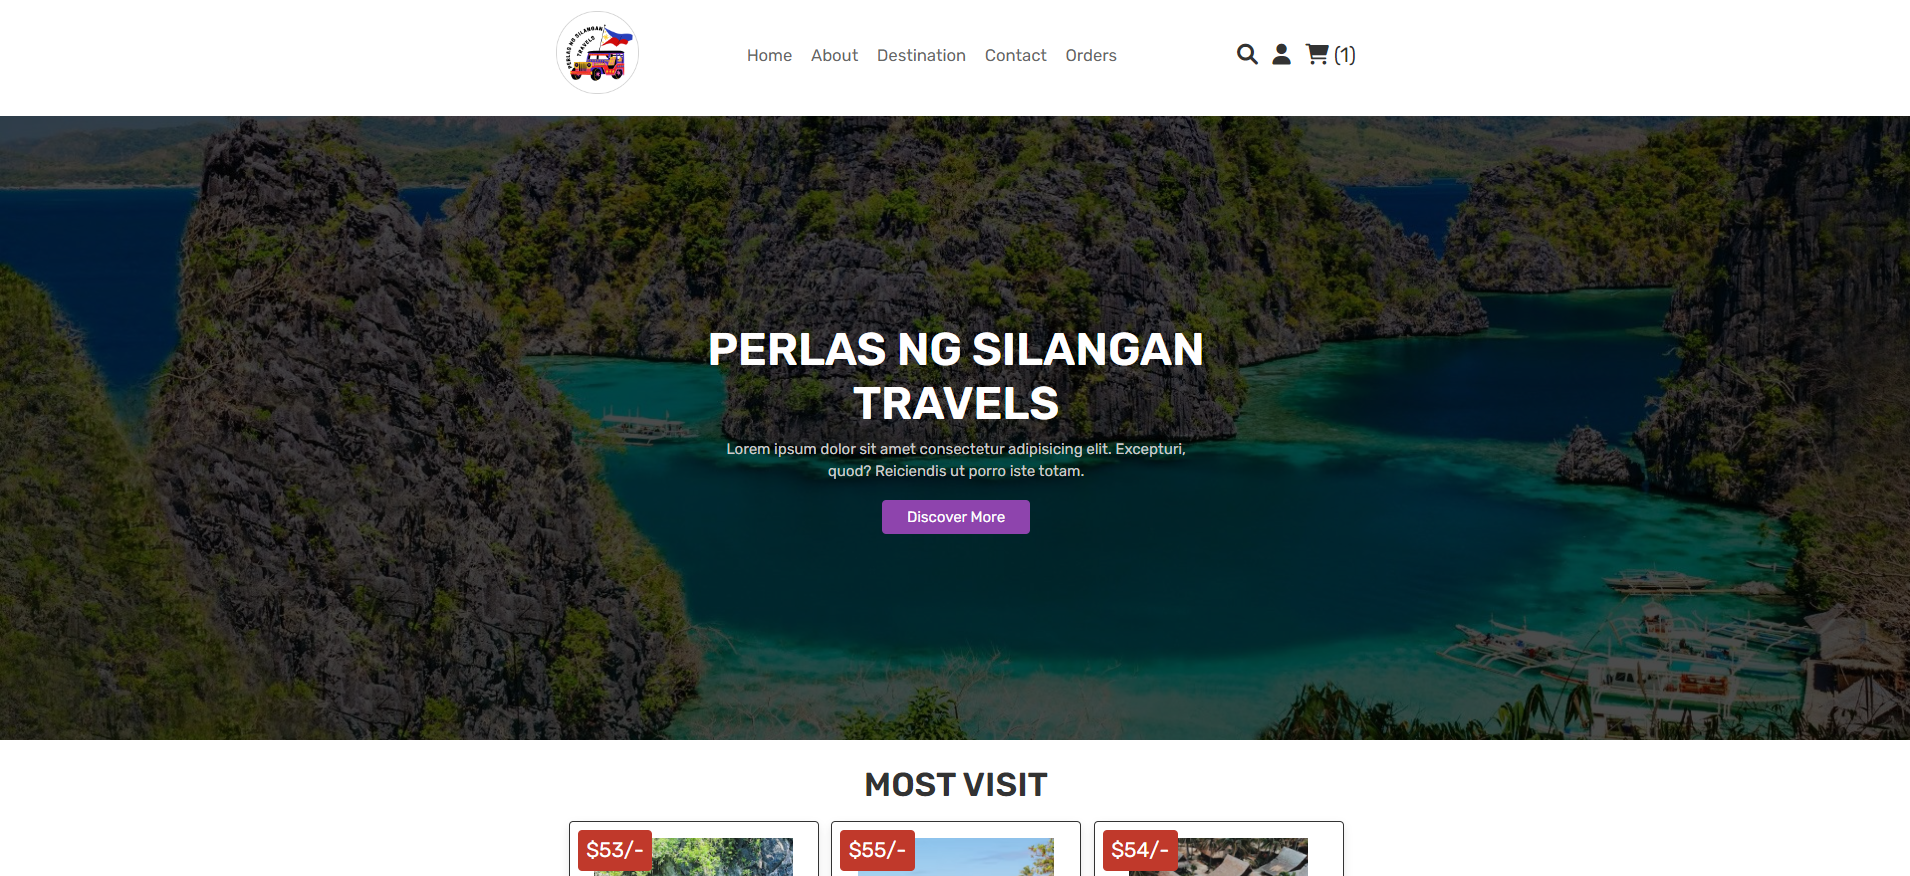 PERLAS NG SILANGAN
TRAVELS
Home About Destination Contact Orders
(1)
PERLAS NG SILANGAN
TRAVELS
Lorem ipsum dolor sit amet consectetur adipisicing elit. Excepturi,
quod? Reiciendis ut porro iste totam.
Discover More
MOST VISIT
$53/- $55/- $54/-